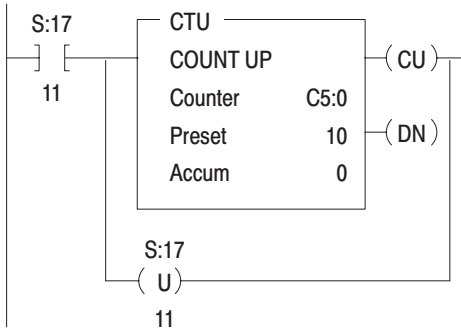 S:17
11
CTU
COUNT UP
Counter C5:0
Preset 10
Accum 0
CU
DN
S:17
U
11